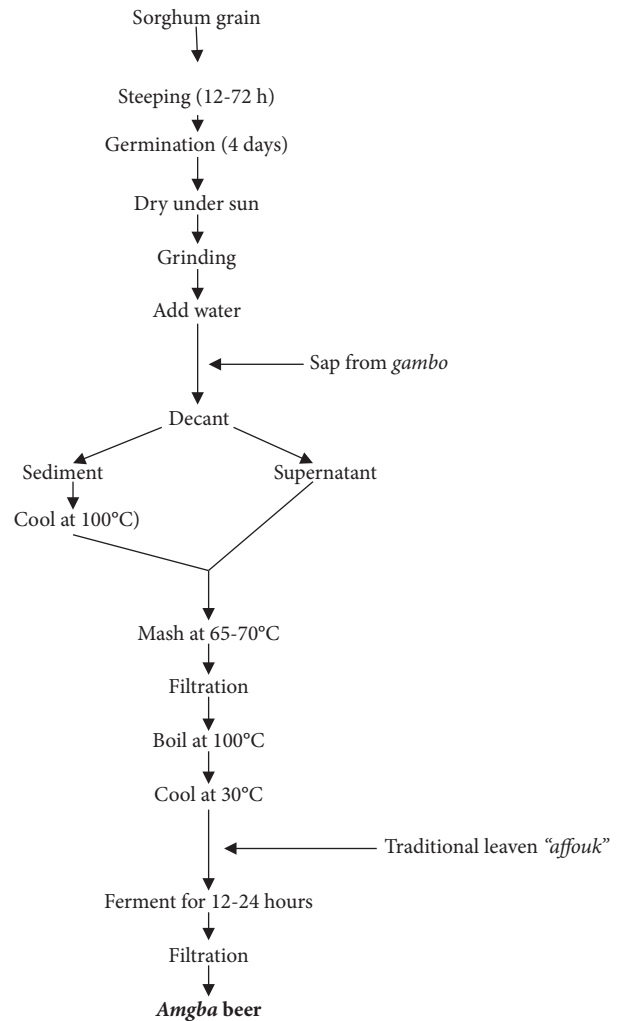 Sorghum grain
Steeping (12-72 h)
Germination (4 days)
Dry under sun
Grinding
Add water
Sap from gambo
Decant
Sediment
Supernatant
Cool at 100°C)
Mash at 65-70°C
Filtration
Boil at 100°C
Cool at 30°C
Traditional leaven “affouk”
Ferment for 12-24 hours
Filtration
Amgba beer